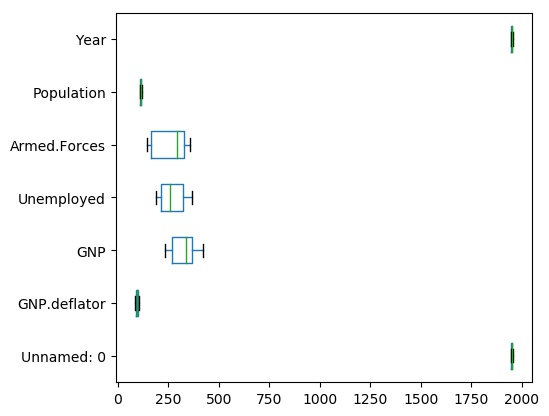 Year
Population
Armed.Forces
Unemployed
GNP
GNP.deflator
Unnamed: 0
0 250 500 750 1000 1250 1500 1750 2000